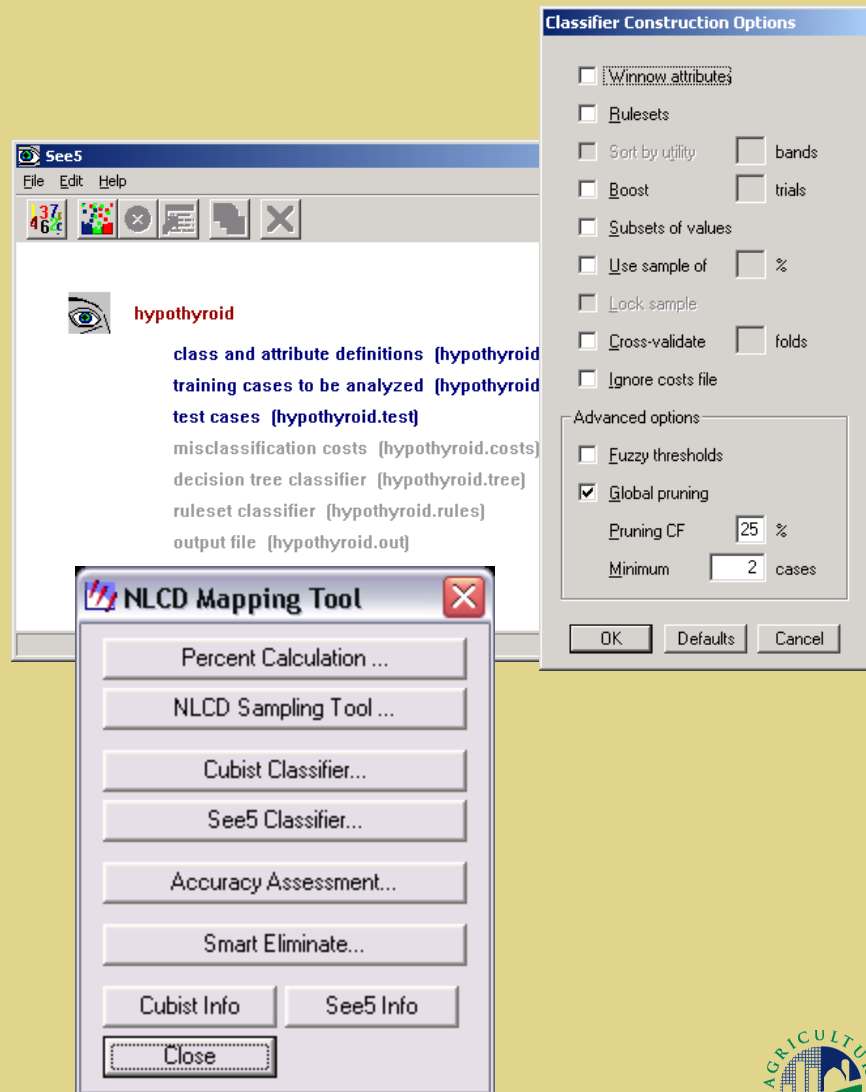 Classifier Construction Options
Winnow attributes
Rulesets
Sort by utility bands
Boost trials
Subsets of values
Use sample of %
Lock sample
Cross-validate folds
Ignore costs file
Advanced options
Fuzzy thresholds
Global pruning
Pruning CF 25 %
Minimum 2 cases
OK Defaults Cancel
See5
File Edit Help
hypothyroid
class and attribute definitions (hypothyroid
training cases to be analyzed (hypothyroid
test cases (hypothyroid.test)
misclassification costs (hypothyroid.costs)
decision tree classifier (hypothyroid.tree)
ruleset classifier (hypothyroid.rules)
output file (hypothyroid.out)
NLCD Mapping Tool
Percent Calculation ...
NLCD Sampling Tool ...
Cubist Classifier...
See5 Classifier...
Accuracy Assessment...
Smart Eliminate...
Cubist Info See5 Info
Close
AGRICULTU